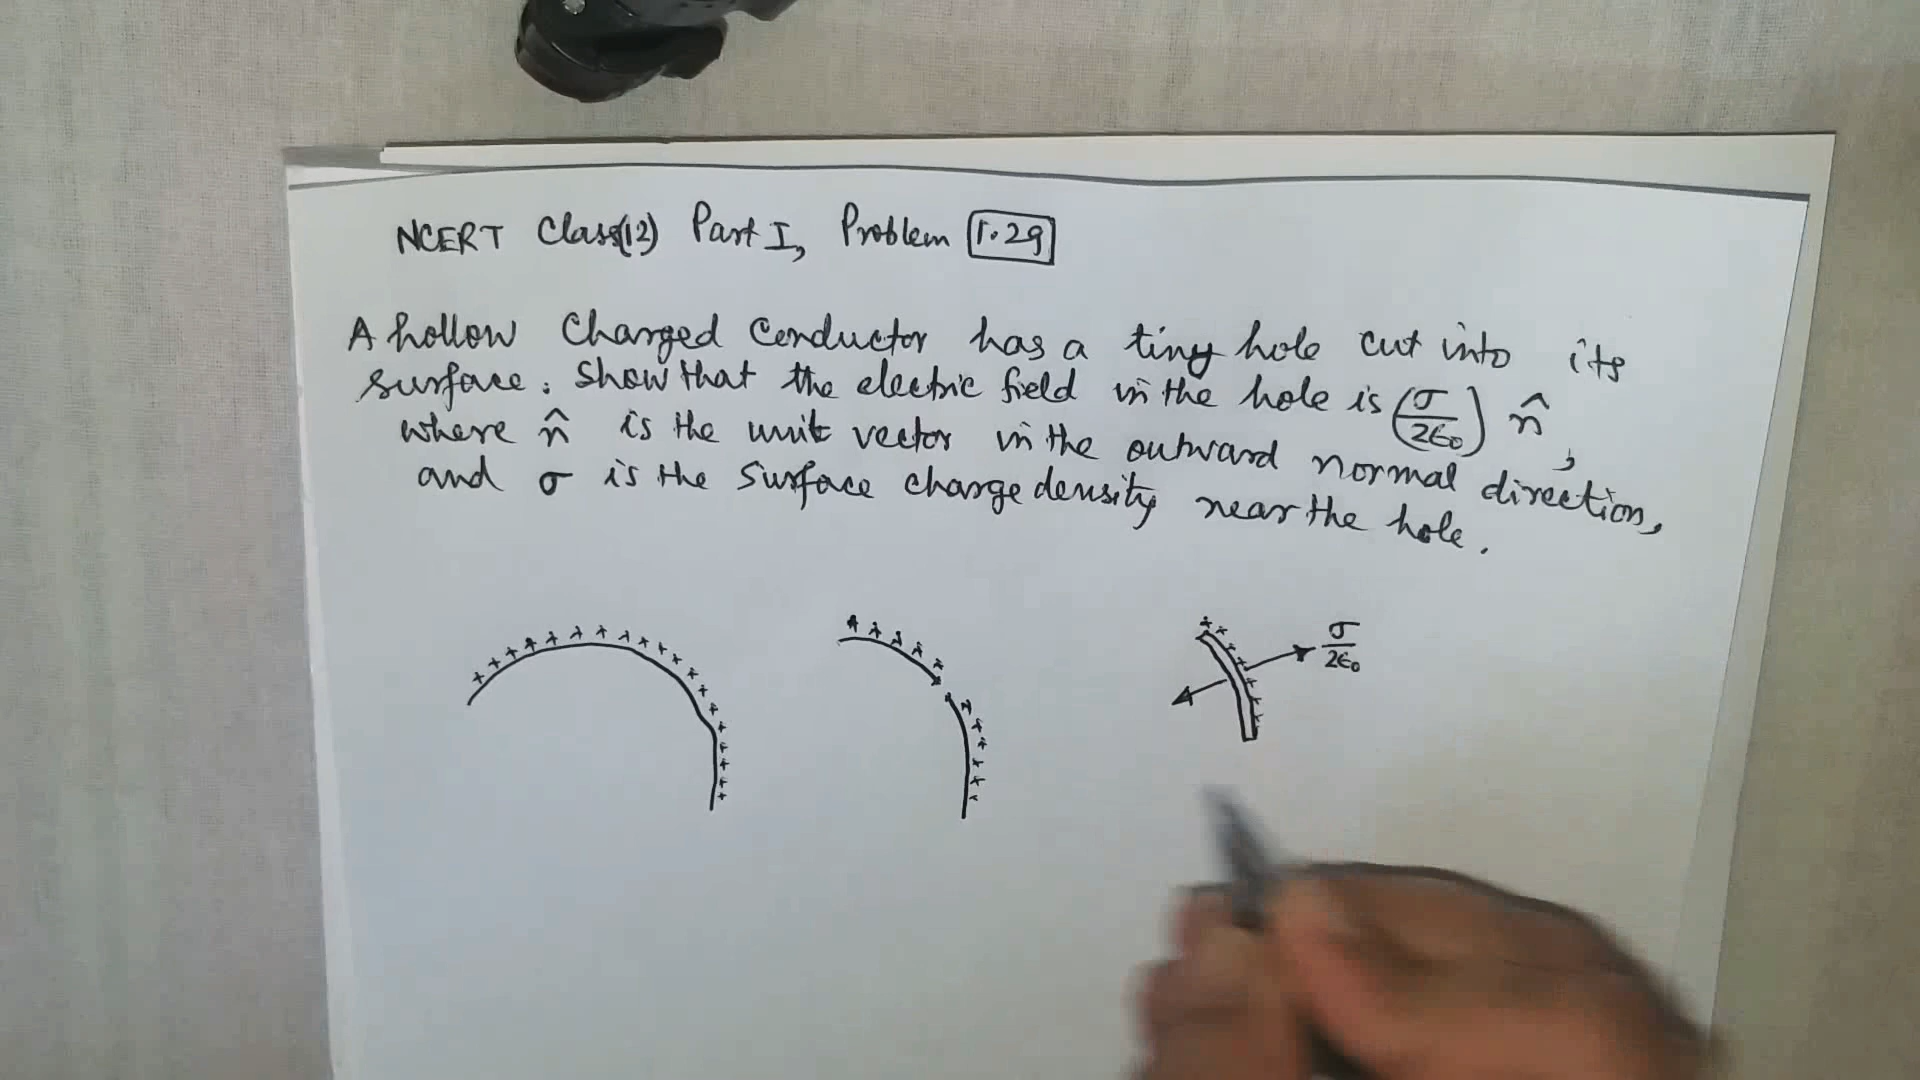 NCERT Class(12) Part I, Problem 1.29
A hollow Charged Conductor has a tiny hole cut into its
surface. Show that the electric field in the hole is (σ/2ϵ₀) n̂,
where n̂ is the unit vector in the outward normal direction,
and σ is the surface charge density near the hole.
σ/2ϵ₀